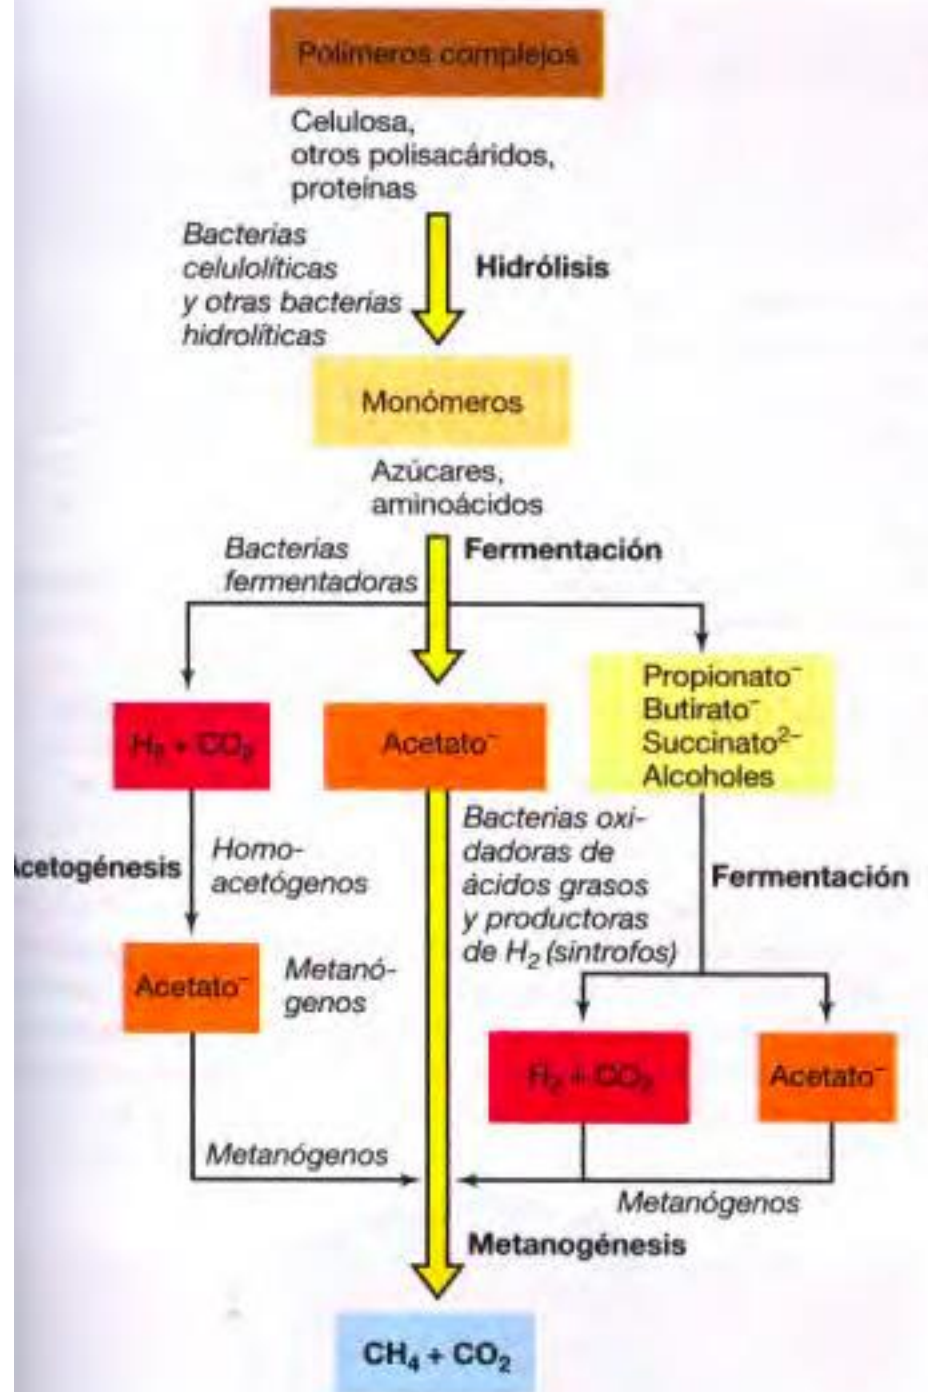 Polímeros complejos
Celulosa,
otros polisacáridos,
proteínas
Bacterias
celulolíticas
y otras bacterias
hidrolíticas
Hidrólisis
Monómeros
Azúcares,
aminoácidos
Bacterias
fermentadoras
Fermentación
H₂ + CO₂
Acetato⁻
Propionato⁻
Butirato⁻
Succinato²⁻
Alcoholes
cetogénesis
Homo-
acetógenos
Bacterias oxi-
dadoras de
ácidos grasos
y productoras
de H₂ (sintrofos)
Fermentación
Acetato⁻
Metanó-
genos
H₂ + CO₂
Acetato⁻
Metanógenos
Metanógenos
Metanogénesis
CH₄ + CO₂